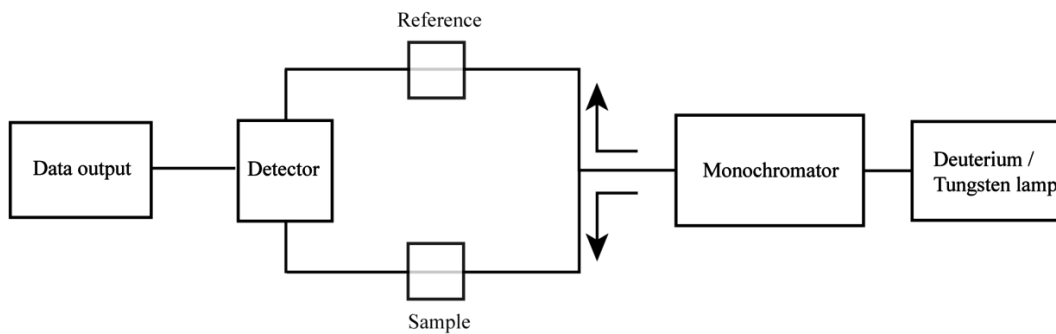 Reference
Data output
Detector
Monochromator
Deuterium /
Tungsten lamp
Sample